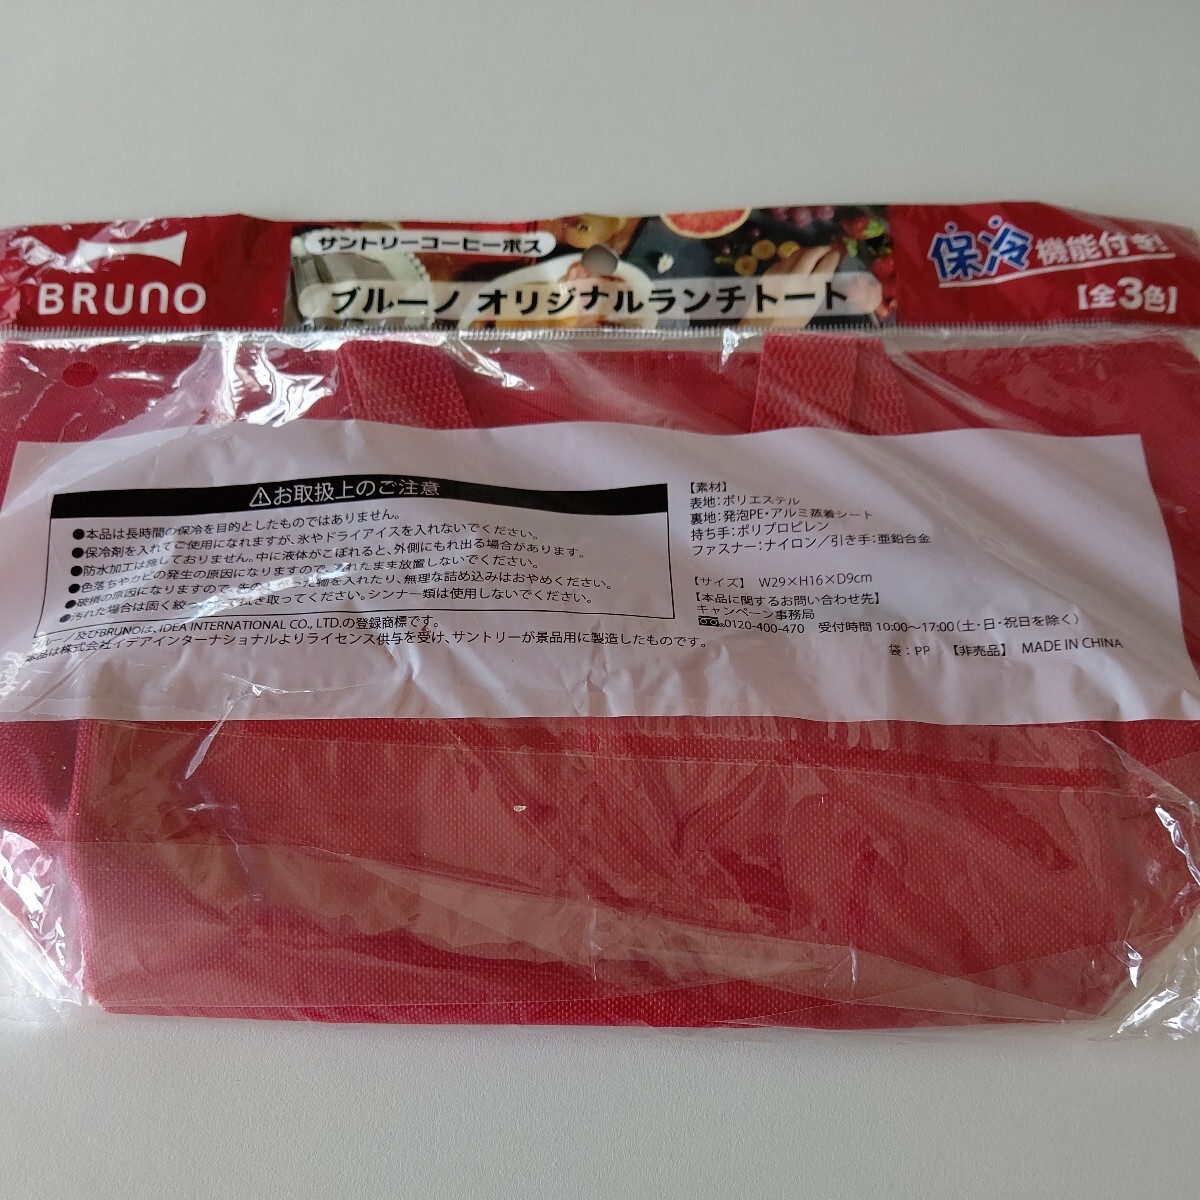 BRUNO
サントリーコーヒーボス
ブルーノ オリジナルランチトート
保冷機能付き!
【全3色】
⚠お取扱上のご注意
●本品は長時間の保冷を目的としたものではありません。
●保冷剤を入れてご使用になれますが、氷やドライアイスを入れないでください。
●防水加工は施しておりません。中に液体がこぼれると、外側にもれ出る場合があります。
●色落ちやカビの発生の原因になりますので、濡れたまま放置しないでください。
●破損の原因になりますので、先のとがった物を入れたり、無理な詰め込みはおやめください。
●汚れた場合は固く絞った布で拭き取ってください。シンナー類は使用しないでください。
ブルーノ及びBRUNOは、IDEA INTERNATIONAL CO., LTD.の登録商標です。
本品は株式会社イデアインターナショナルよりライセンス供与を受け、サントリーが景品用に製造したものです。
【素材】
表地:ポリエステル
裏地:発泡PE・アルミ蒸着シート
持ち手:ポリプロピレン
ファスナー:ナイロン/引き手:亜鉛合金
【サイズ】 W29×H16×D9cm
【本品に関するお問い合わせ先】
キャンペーン事務局
0120-400-470 受付時間 10:00〜17:00(土・日・祝日を除く)
袋:PP 【非売品】 MADE IN CHINA